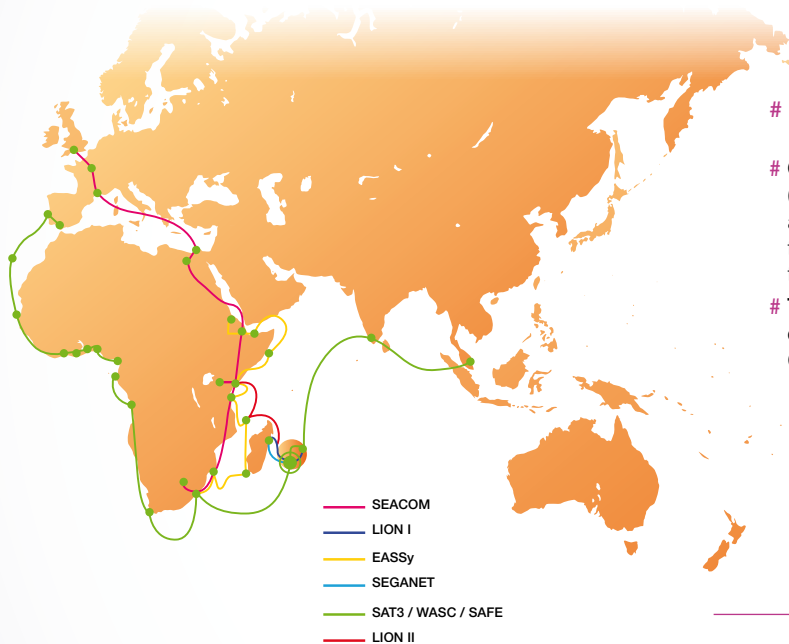 #
#
#
SEACOM
LION I
EASSy
SEGANET
SAT3 / WASC / SAFE
LION II